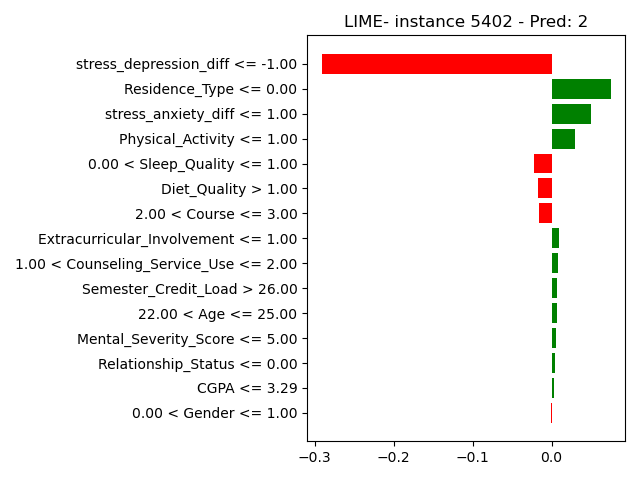 LIME- instance 5402 - Pred: 2
stress_depression_diff <= -1.00
Residence_Type <= 0.00
stress_anxiety_diff <= 1.00
Physical_Activity <= 1.00
0.00 < Sleep_Quality <= 1.00
Diet_Quality > 1.00
2.00 < Course <= 3.00
Extracurricular_Involvement <= 1.00
1.00 < Counseling_Service_Use <= 2.00
Semester_Credit_Load > 26.00
22.00 < Age <= 25.00
Mental_Severity_Score <= 5.00
Relationship_Status <= 0.00
CGPA <= 3.29
0.00 < Gender <= 1.00
−0.3 −0.2 −0.1 0.0